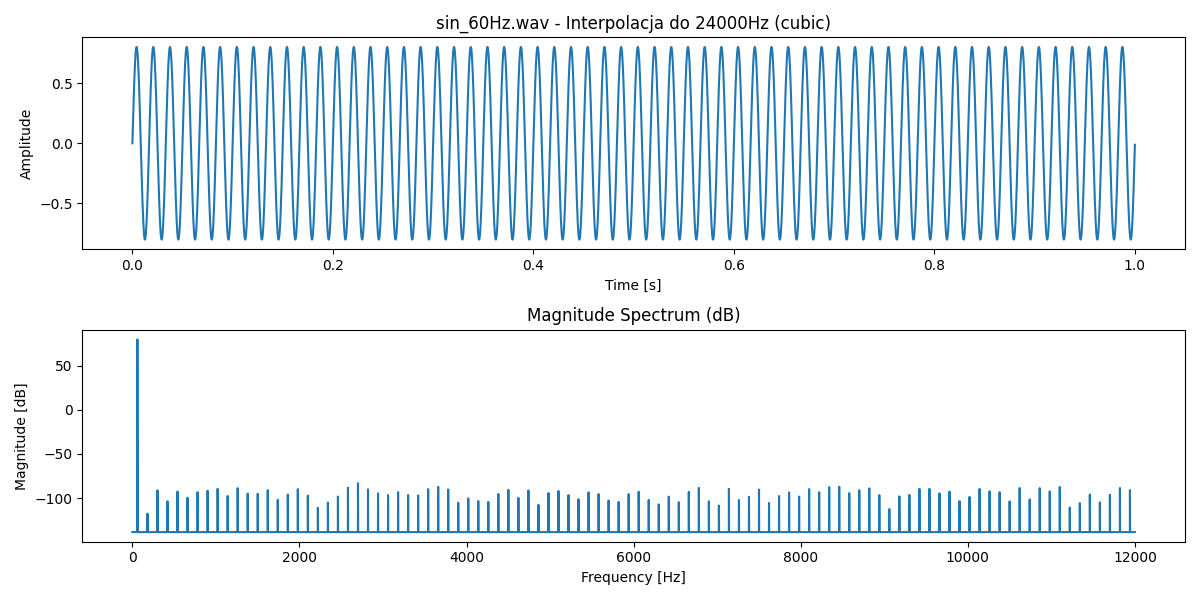 sin_60Hz.wav - Interpolacja do 24000Hz (cubic)
Amplitude
0.5
0.0
−0.5
0.0 0.2 0.4 0.6 0.8 1.0
Time [s]
Magnitude Spectrum (dB)
Magnitude [dB]
50
0
−50
−100
0 2000 4000 6000 8000 10000 12000
Frequency [Hz]